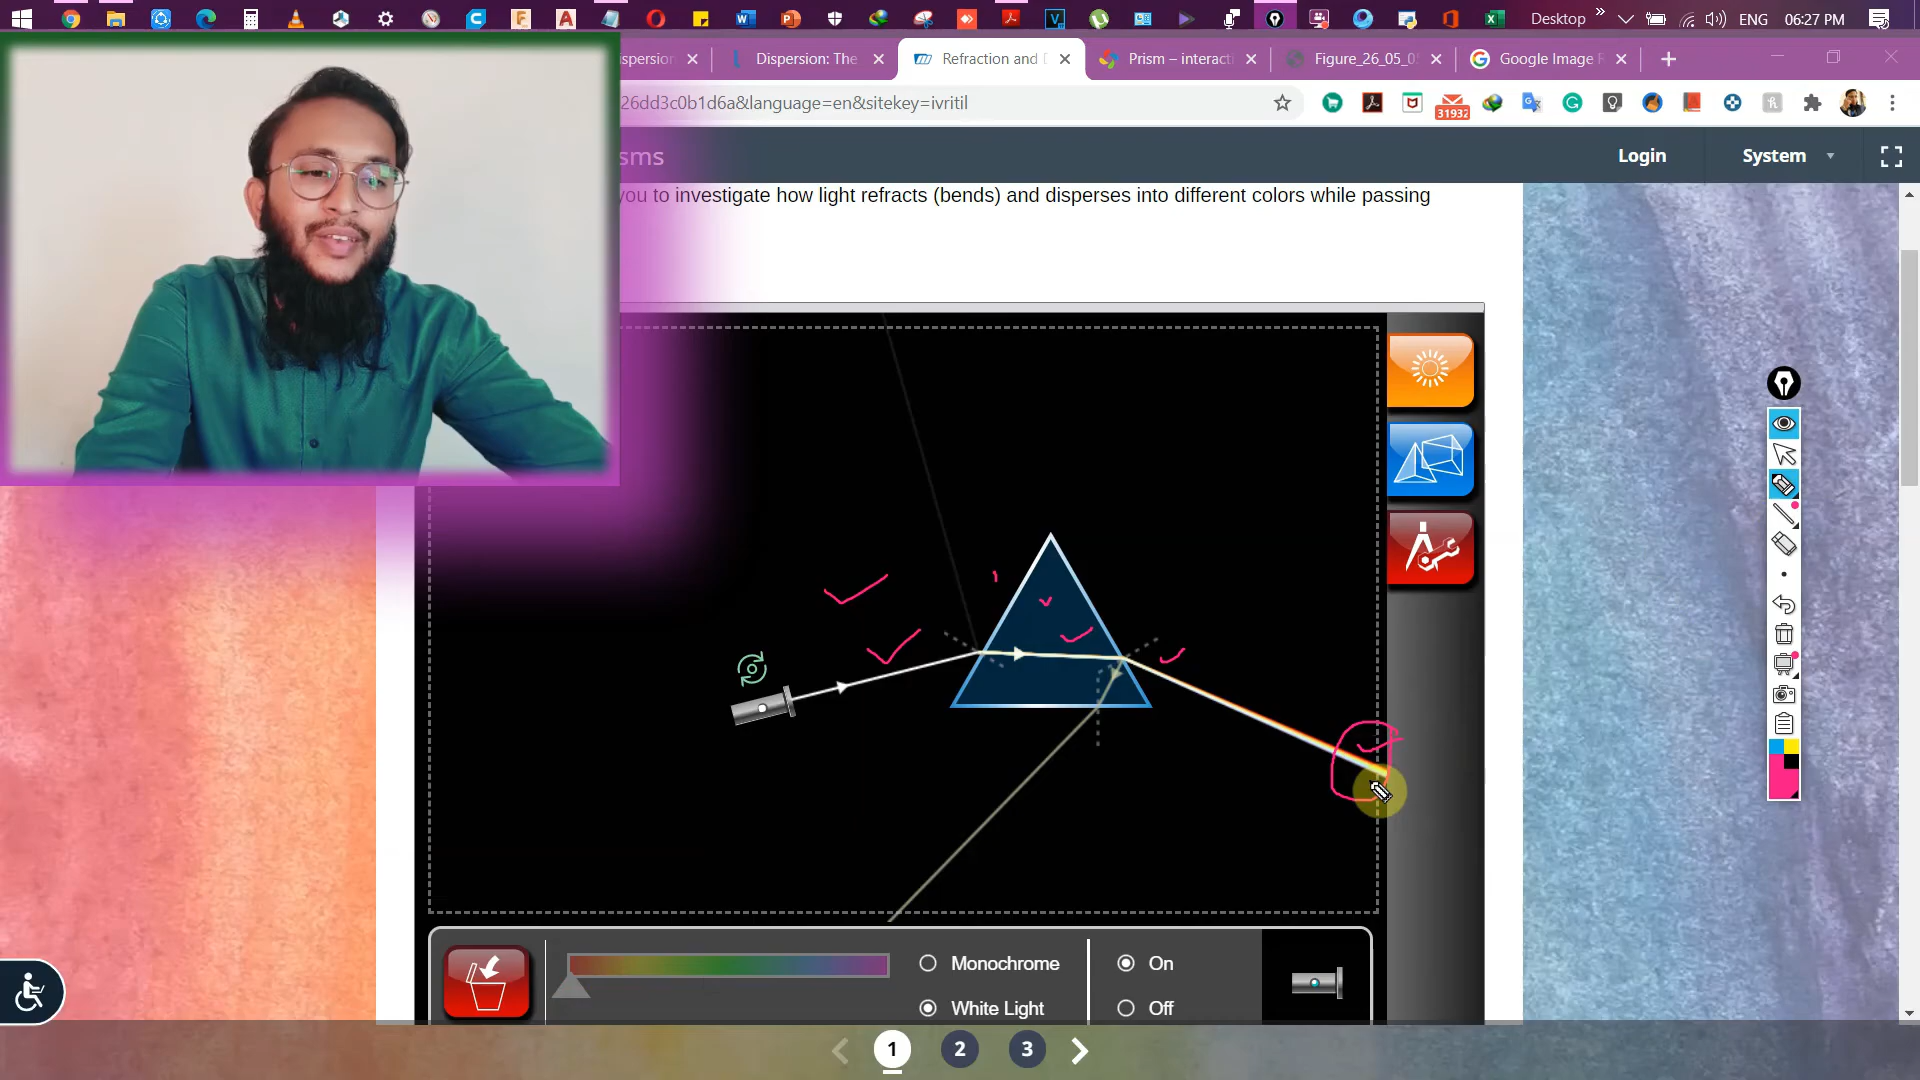 Desktop
»
ENG
06:27 PM
ispersion
Dispersion: The
Refraction and
Prism – interacti
Figure_26_05_0
Google Image R
26dd3c0b1d6a&language=en&sitekey=ivritil
31932
sms
Login
System
you to investigate how light refracts (bends) and disperses into different colors while passing
Monochrome
On
White Light
Off
1
2
3